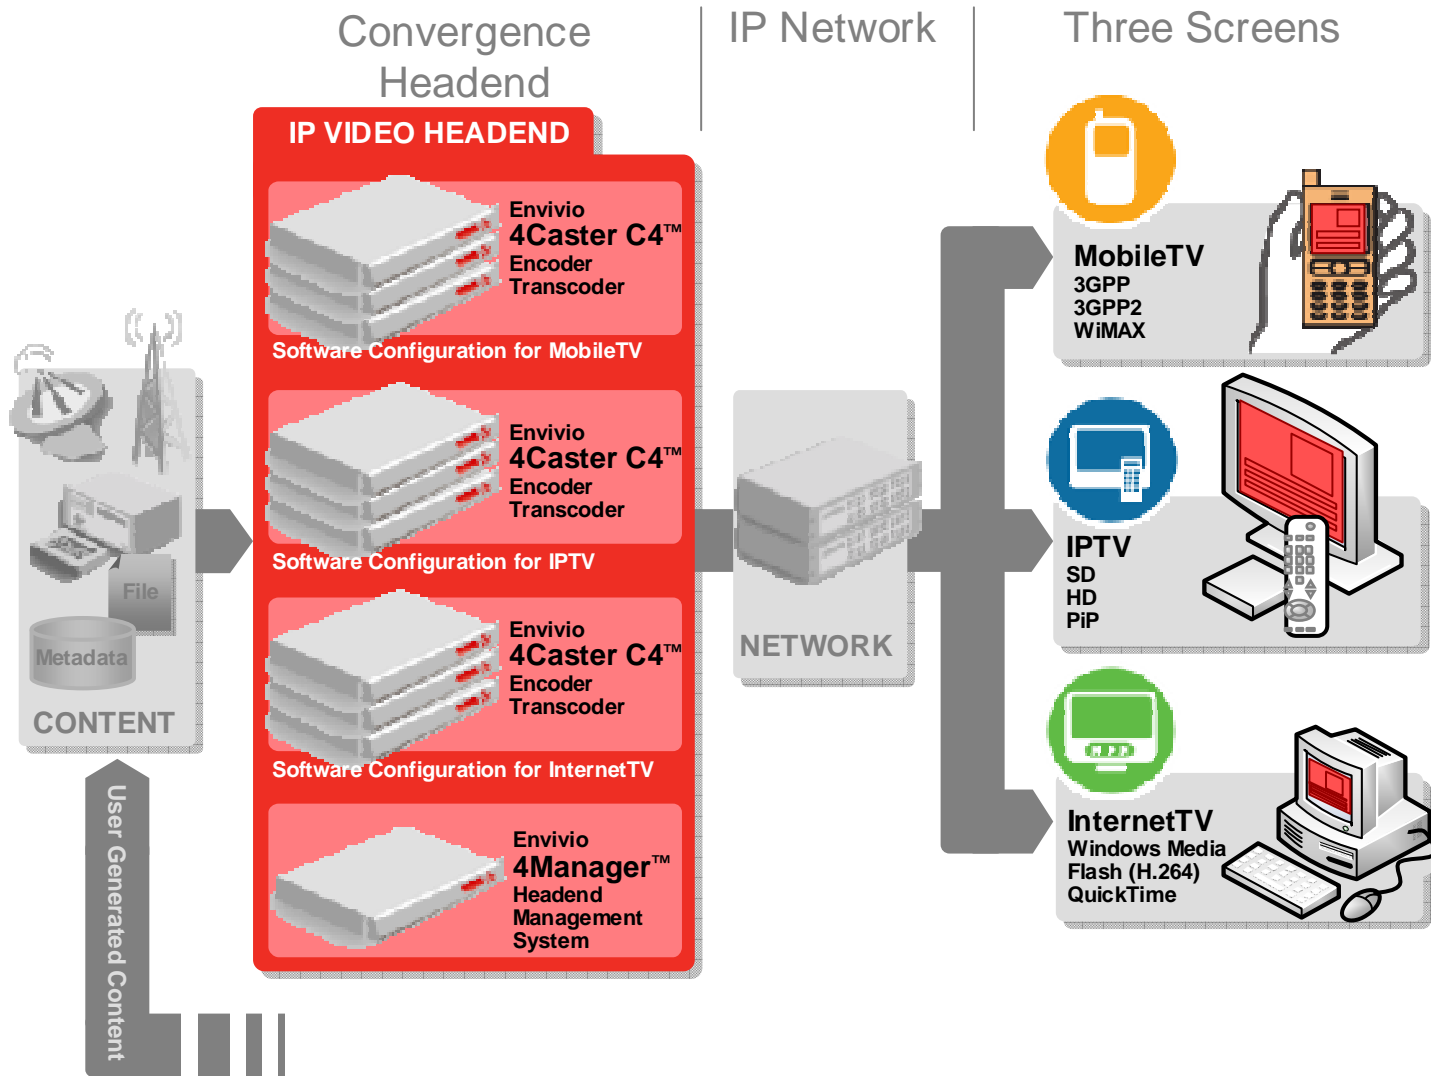 Convergence
Headend
IP Network
Three Screens
IP VIDEO HEADEND
Envivio
4Caster C4™
Encoder
Transcoder
Software Configuration for MobileTV
Envivio
4Caster C4™
Encoder
Transcoder
Software Configuration for IPTV
Envivio
4Caster C4™
Encoder
Transcoder
Software Configuration for InternetTV
Envivio
4Manager™
Headend
Management
System
File
Metadata
CONTENT
User Generated Content
NETWORK
MobileTV
3GPP
3GPP2
WiMAX
IPTV
SD
HD
PiP
InternetTV
Windows Media
Flash (H.264)
QuickTime